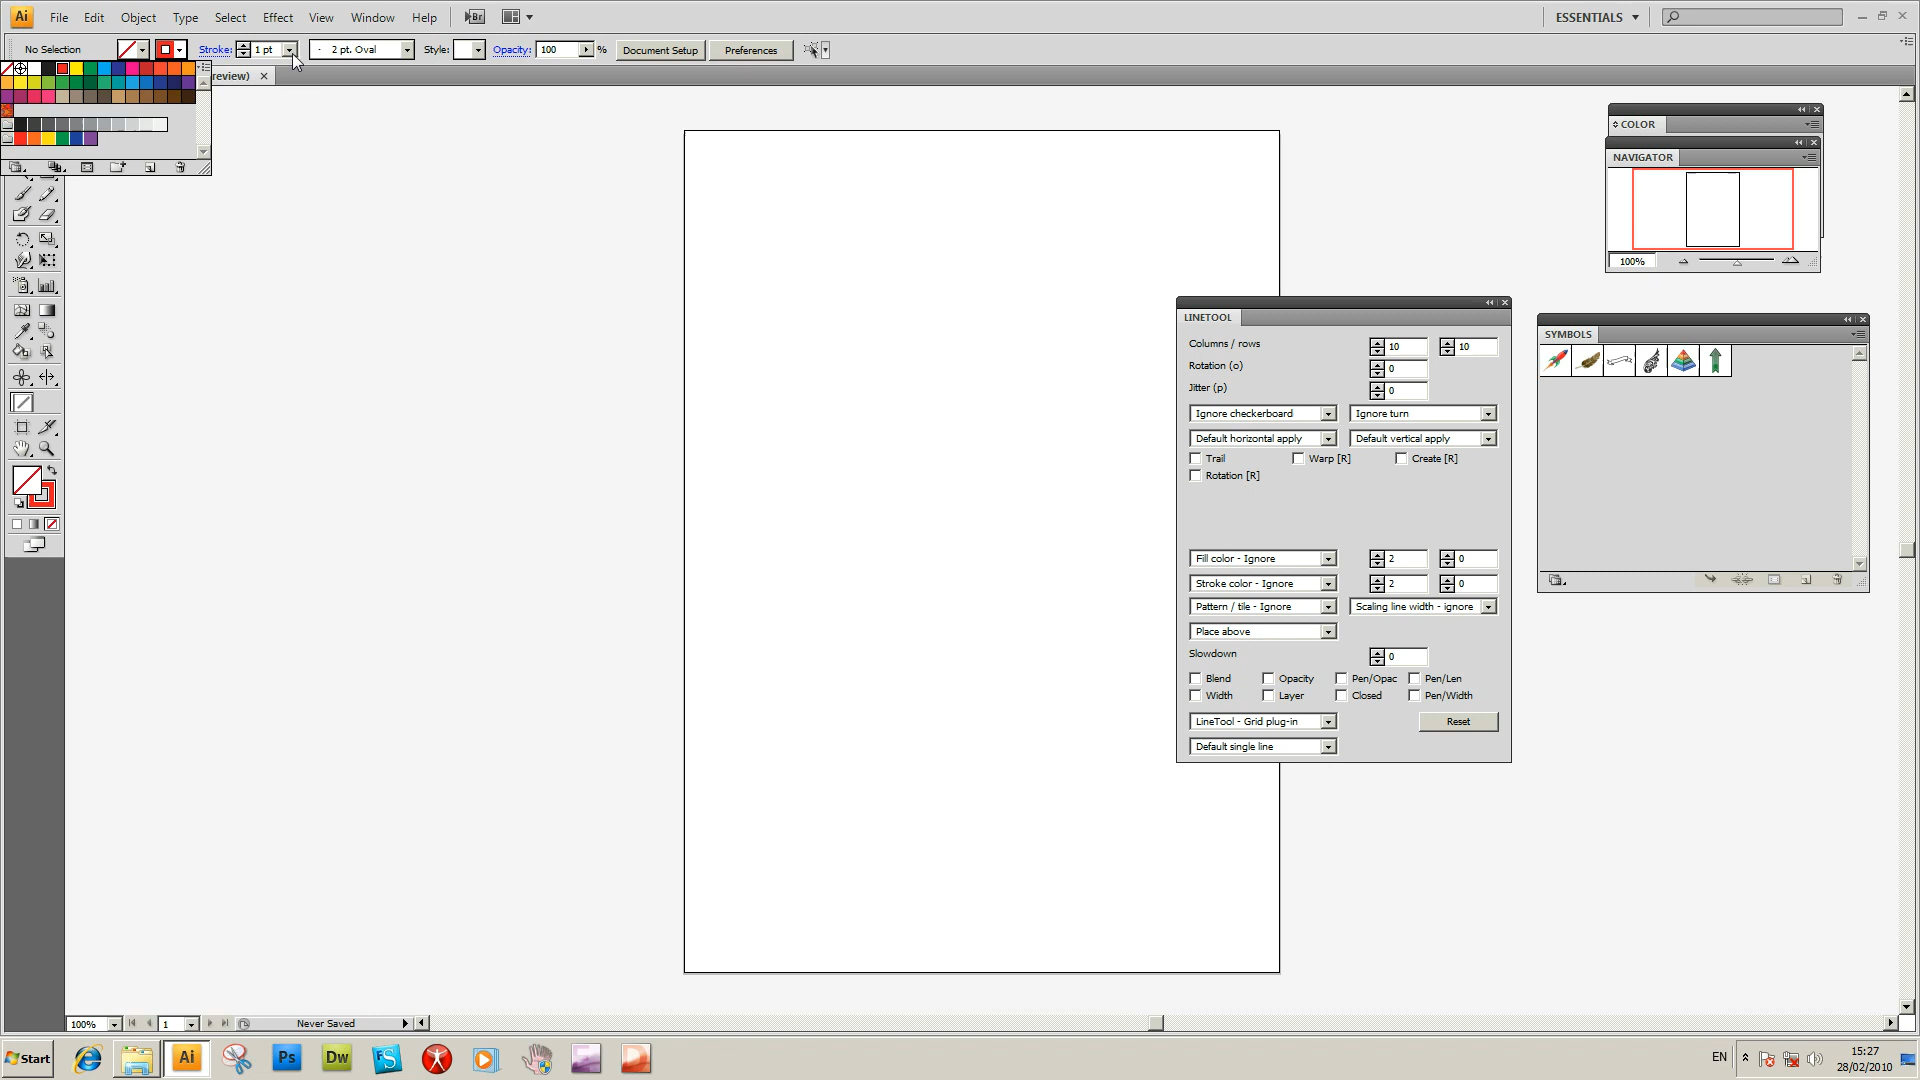 Ai File Edit Object Type Select Effect View Window Help Br ESSENTIALS
No Selection Stroke: 1 pt 2 pt. Oval Style: Opacity: 100 % Document Setup Preferences
review)
COLOR
NAVIGATOR
100%
LINETOOL
Columns / rows 10 10
Rotation (o) 0
Jitter (p) 0
Ignore checkerboard Ignore turn
Default horizontal apply Default vertical apply
Trail Warp [R] Create [R]
Rotation [R]
Fill color - Ignore 2 0
Stroke color - Ignore 2 0
Pattern / tile - Ignore Scaling line width - ignore
Place above
Slowdown 0
Blend Opacity Pen/Opac Pen/Len
Width Layer Closed Pen/Width
LineTool - Grid plug-in Reset
Default single line
SYMBOLS
100% 1 Never Saved
Start Ai Ps Dw FS EN 15:27
28/02/2010